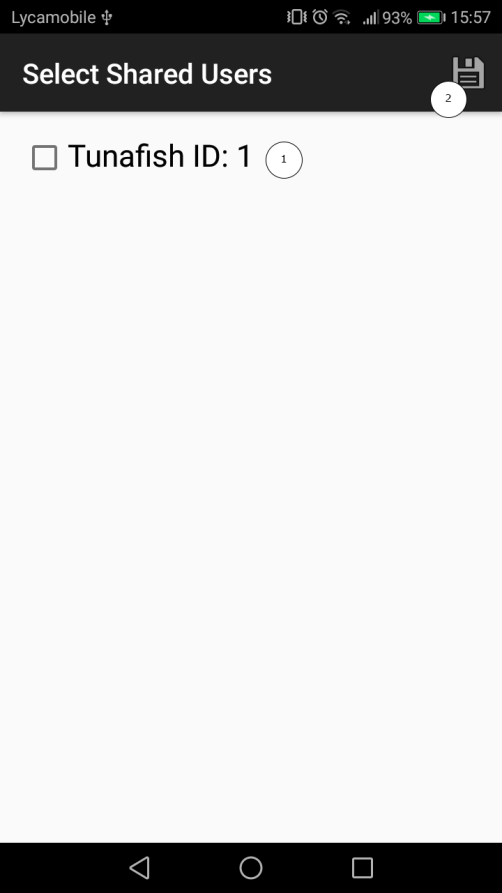 Lycamobile 93% 15:57
Select Shared Users
2
Tunafish ID: 1 1